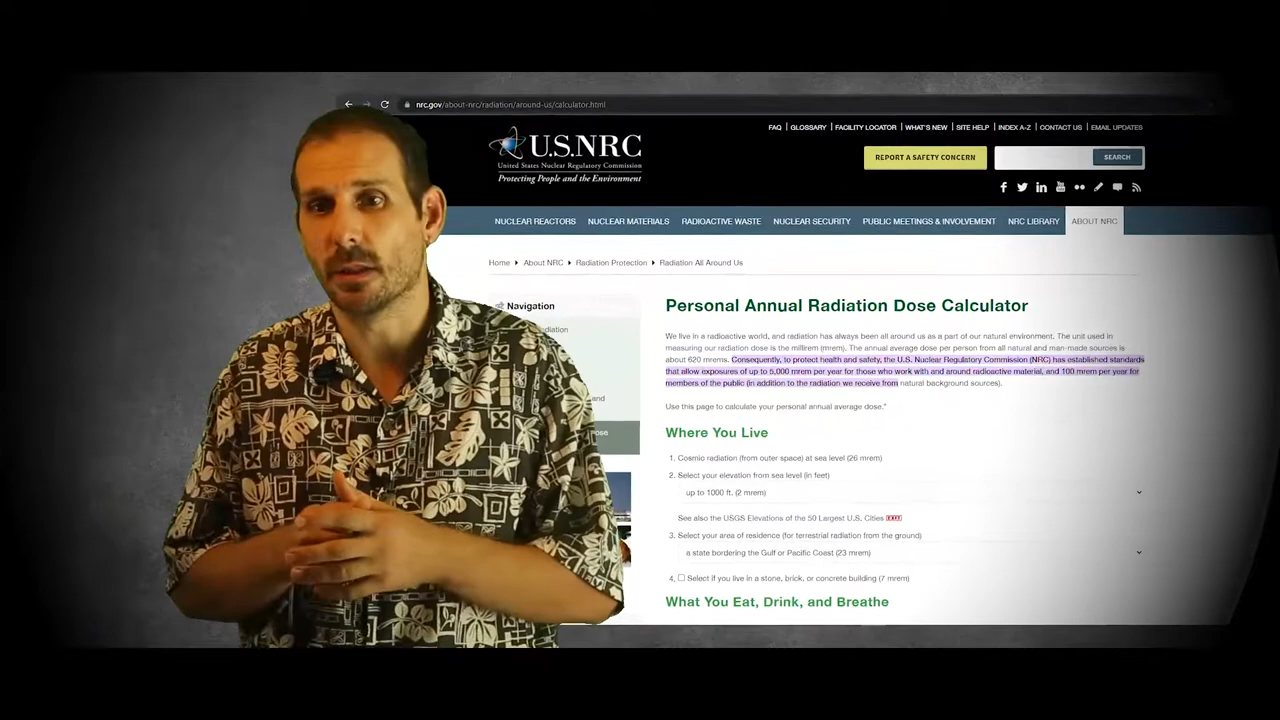 nrc.gov/about-nrc/radiation/around-us/calculator.html
U.S.NRC
United States Nuclear Regulatory Commission
Protecting People and the Environment
FAQ | GLOSSARY | FACILITY LOCATOR | WHAT'S NEW | SITE HELP | INDEX A-Z | CONTACT US | EMAIL UPDATES
REPORT A SAFETY CONCERN
SEARCH
NUCLEAR REACTORS NUCLEAR MATERIALS RADIOACTIVE WASTE NUCLEAR SECURITY PUBLIC MEETINGS & INVOLVEMENT NRC LIBRARY ABOUT NRC
Home ▸ About NRC ▸ Radiation Protection ▸ Radiation All Around Us
Navigation
and
Personal Annual Radiation Dose Calculator
We live in a radioactive world, and radiation has always been all around us as a part of our natural environment. The unit used in
measuring our radiation dose is the millirem (mrem). The annual average dose per person from all natural and man-made sources is
about 620 mrems. Consequently, to protect health and safety, the U.S. Nuclear Regulatory Commission (NRC) has established standards
that allow exposures of up to 5,000 mrem per year for those who work with and around radioactive material, and 100 mrem per year for
members of the public (in addition to the radiation we receive from natural background sources).
Use this page to calculate your personal annual average dose."
Where You Live
1. Cosmic radiation (from outer space) at sea level (26 mrem)
2. Select your elevation from sea level (in feet)
up to 1000 ft. (2 mrem)
See also the USGS Elevations of the 50 Largest U.S. Cities EXIT
3. Select your area of residence (for terrestrial radiation from the ground)
a state bordering the Gulf or Pacific Coast (23 mrem)
4. Select if you live in a stone, brick, or concrete building (7 mrem)
What You Eat, Drink, and Breathe